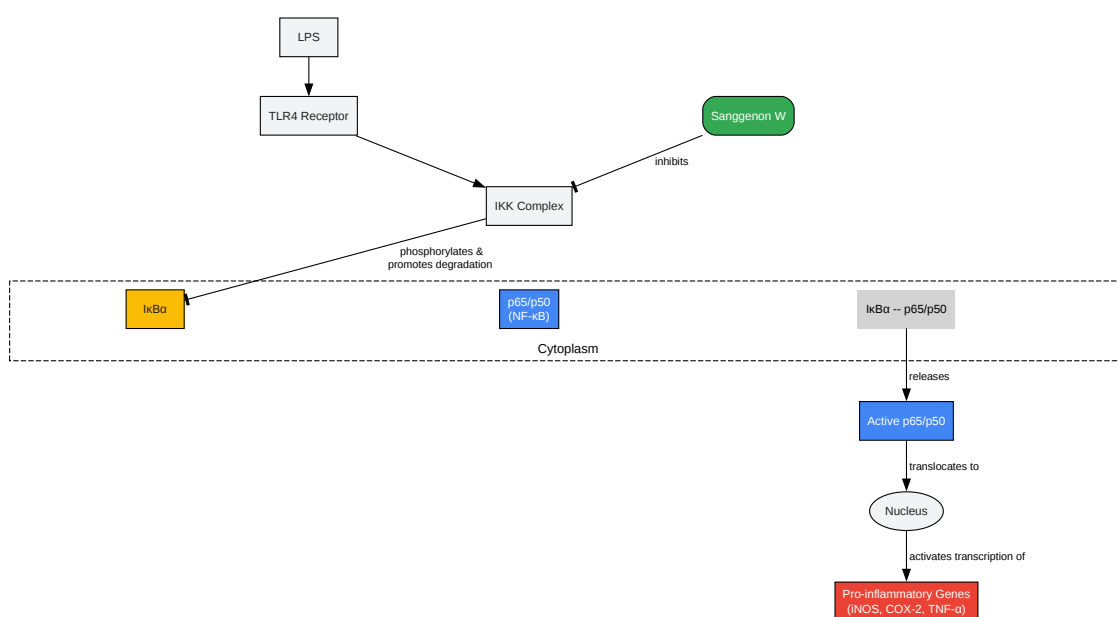 LPS
TLR4 Receptor
Sanggenon W
inhibits
IKK Complex
phosphorylates &
promotes degradation
IκBα
p65/p50
(NF-κB)
IκBα -- p65/p50
Cytoplasm
releases
Active p65/p50
translocates to
Nucleus
activates transcription of
Pro-inflammatory Genes
(iNOS, COX-2, TNF-α)